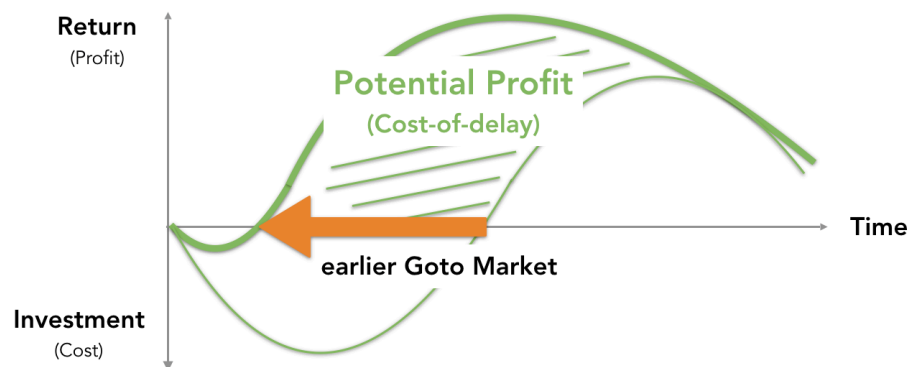 Return
(Profit)
Potential Profit
(Cost-of-delay)
Time
earlier Goto Market
Investment
(Cost)